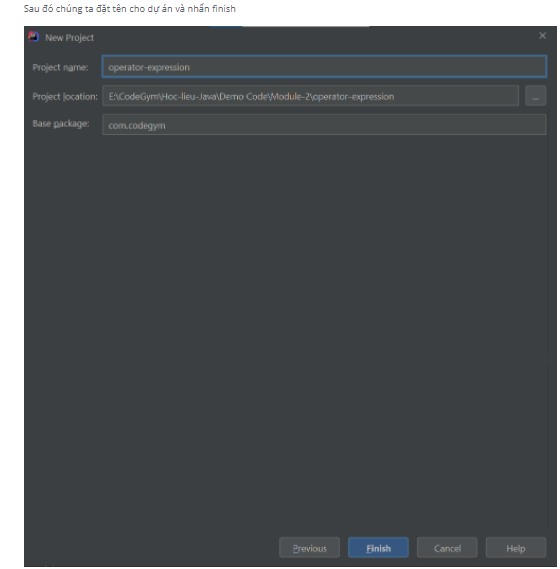 Sau đó chúng ta đặt tên cho dự án và nhấn finish
New Project
Project name: operator-expression
Project location: E:\CodeGym\Hoc-lieu-Java\Demo Code\Module-2\operator-expression ...
Base package: com.codegym
Previous Finish Cancel Help